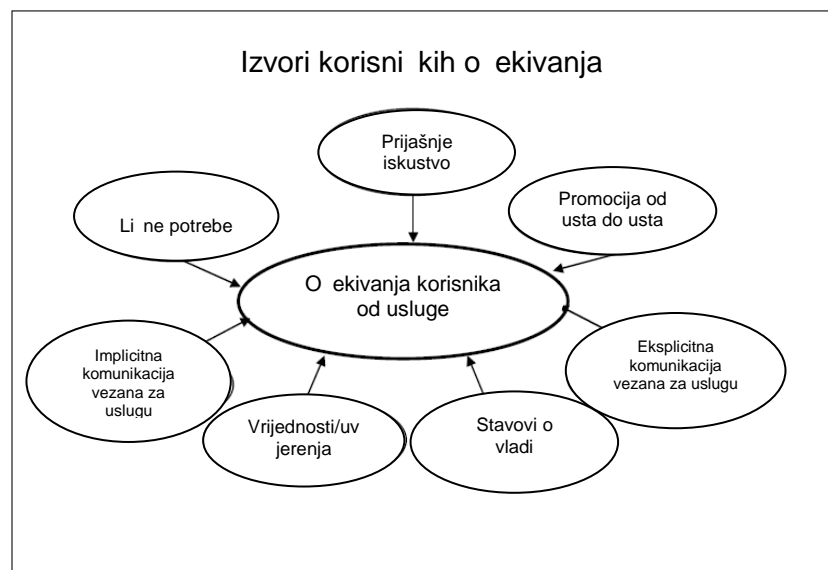 Izvori korisni kih o ekivanja
Prijašnje
iskustvo
Promocija od
usta do usta
Li ne potrebe
O ekivanja korisnika
od usluge
Implicitna
komunikacija
vezana za
uslugu
Eksplicitna
komunikacija
vezana za uslugu
Vrijednosti/uv
jerenja
Stavovi o
vladi